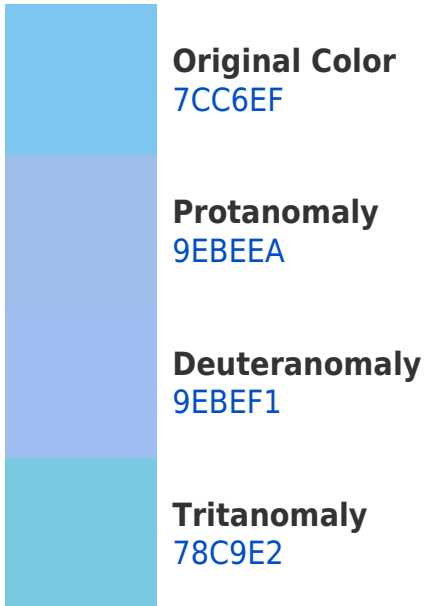 Original Color
7CC6EF
Protanomaly
9EBEEA
Deuteranomaly
9EBEF1
Tritanomaly
78C9E2